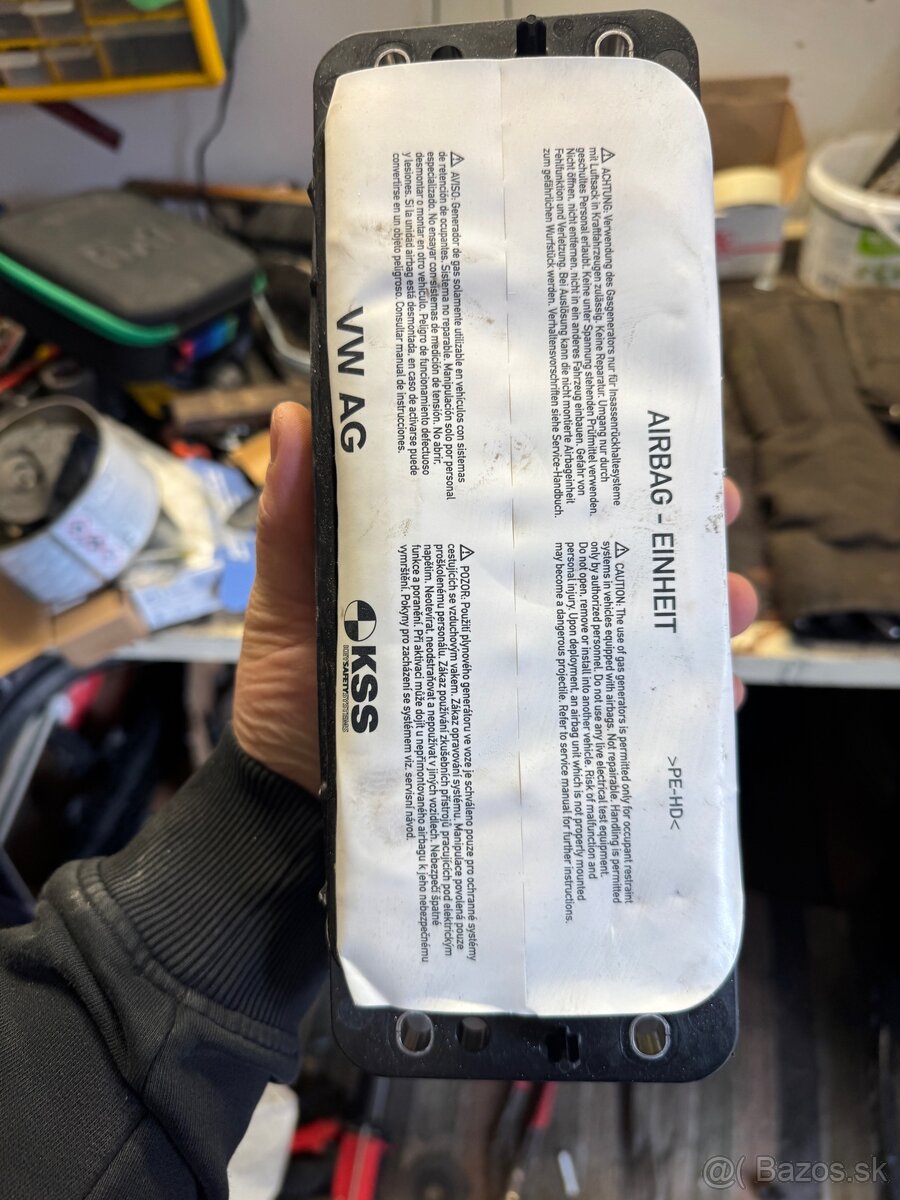 AIRBAG - EINHEIT
>PE-HD<
⚠ ACHTUNG: Verwendung des Gasgenerators nur für Insassenrückhaltesysteme
mit Luftsack in Kraftfahrzeugen zulässig. Keine Reparatur. Umgang nur durch
geschultes Personal erlaubt. Keine unter Spannung stehenden Prüfmittel verwenden.
Nicht öffnen, nicht entfernen, nicht in ein anderes Fahrzeug einbauen. Gefahr von
Fehlfunktion und Verletzung. Bei Auslösung kann die nicht montierte Airbageinheit
zum gefährlichen Wurfstück werden. Verhaltensvorschriften siehe Service-Handbuch.
⚠ CAUTION: The use of gas generators is permitted only for occupant restraint
systems in vehicles equipped with airbags. Not repairable. Handling is permitted
only by authorized personnel. Do not use any live electrical test equipment.
Do not open, remove or install into another vehicle. Risk of malfunction and
personal injury. Upon deployment, an airbag unit which is not properly mounted
may become a dangerous projectile. Refer to service manual for further instructions.
⚠ AVISO: Generador de gas solamente utilizable en vehículos con sistemas
de retención de ocupantes. Sistema no reparable. Manipulación solo por personal
especializado. No ensayar con sistemas de medición de tensión. No abrir,
desmontar o montar en otro vehículo. Peligro de funcionamiento defectuoso
y lesiones. Si la unidad airbag está desmontada, en caso de activarse puede
convertirse en un objeto peligroso. Consultar manual de instrucciones.
⚠ POZOR: Použití plynového generátoru ve voze je schváleno pouze pro ochranné systémy
cestujících se vzduchovým vakem. Zákaz opravování systému. Manipulace povolená pouze
proškolenému personálu. Zákaz používání zkušebních přístrojů pracujících pod elektrickým
napětím. Neotevírat, neodstraňovat a nepoužívat v jiných vozidlech. Nebezpečí špatné
funkce a poranění. Při aktivaci může dojít u nepřimontovaného airbagu k jeho nebezpečnému
vymrštění. Pokyny pro zacházení se systémem viz. servisní návod.
VW AG
KSS
KEYSAFETYSYSTEMS
@( Bazos.sk